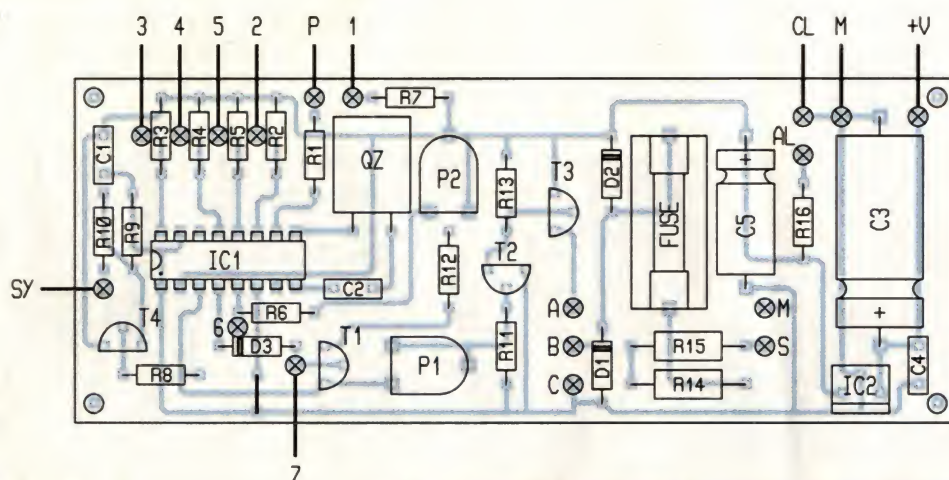 3 4 5 2 P 1 CL M +V
R7
C1 R3 R4 R5 R2 R1 QZ P2 R13 T3 D2 FUSE + C5 RL R16 C3
R10 R9 IC1 R12 T2
SY C2 A M
T4 6 R6 T1 R11 +
D3 B R15 S
R8 P1 C D1 R14 IC2 C4
7